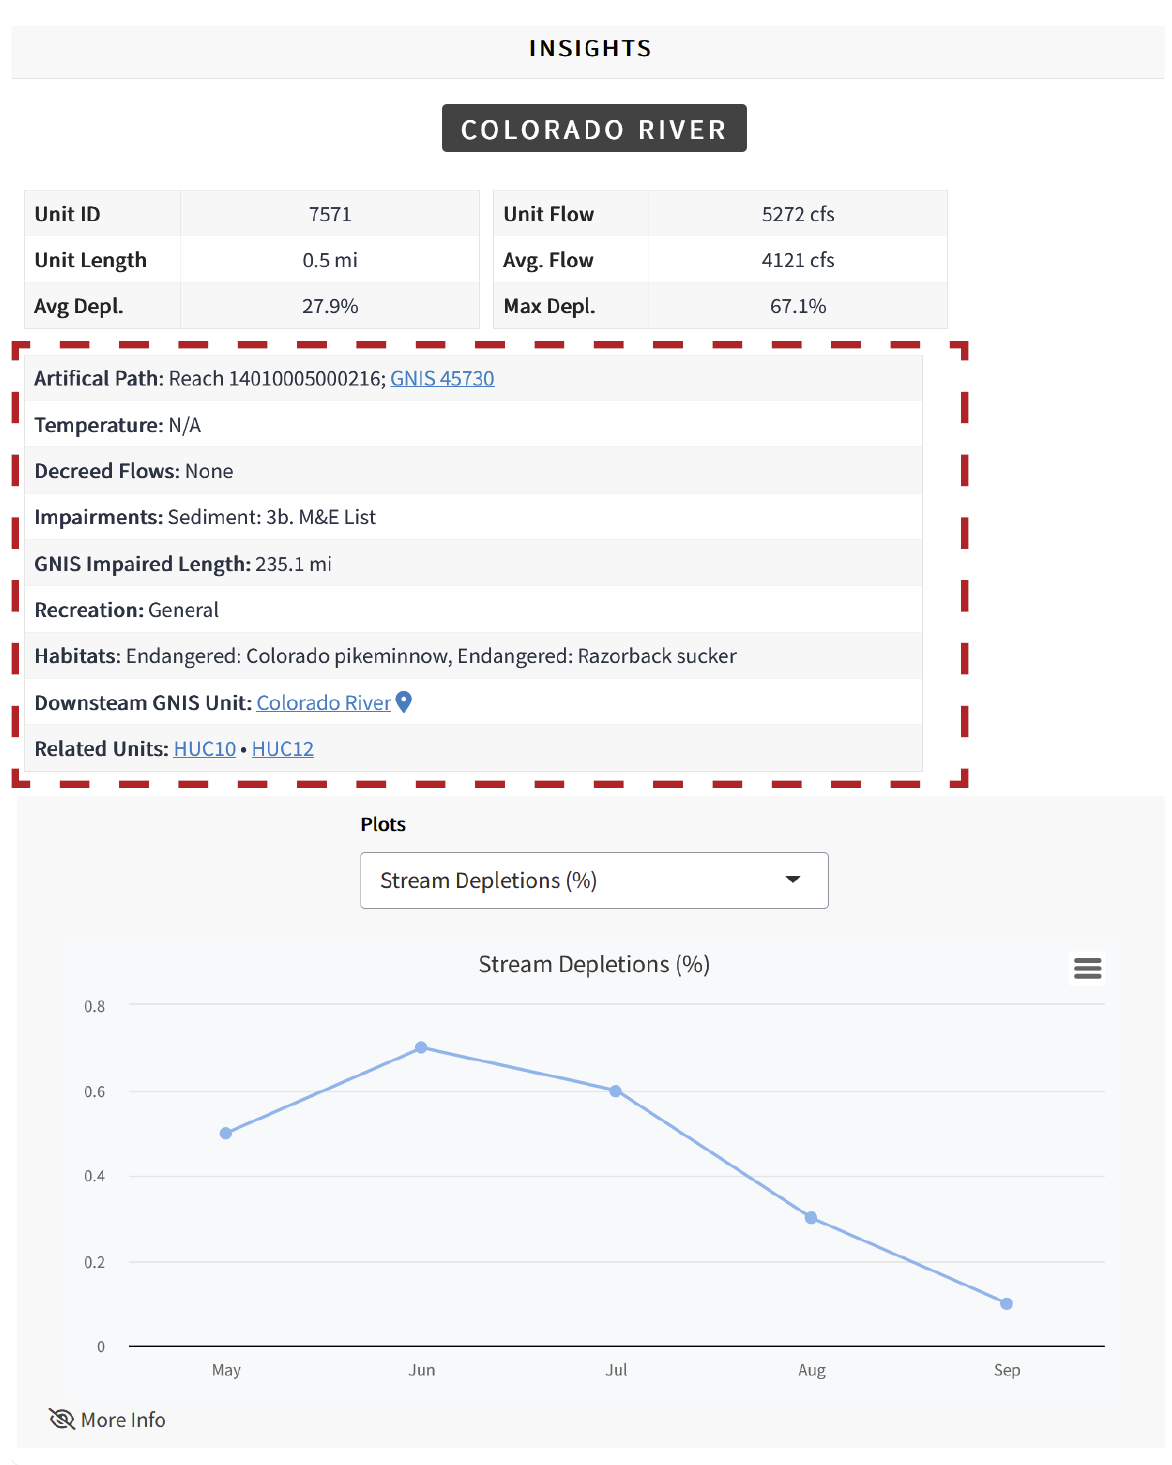 INSIGHTS
COLORADO RIVER
Unit ID 7571 Unit Flow 5272 cfs
Unit Length 0.5 mi Avg. Flow 4121 cfs
Avg Depl. 27.9% Max Depl. 67.1%
Artifical Path: Reach 14010005000216; GNIS 45730
Temperature: N/A
Decreed Flows: None
Impairments: Sediment: 3b. M&E List
GNIS Impaired Length: 235.1 mi
Recreation: General
Habitats: Endangered: Colorado pikeminnow, Endangered: Razorback sucker
Downsteam GNIS Unit: Colorado River
Related Units: HUC10 • HUC12
Plots
Stream Depletions (%)
Stream Depletions (%)
0.8
0.6
0.4
0.2
0
May Jun Jul Aug Sep
More Info